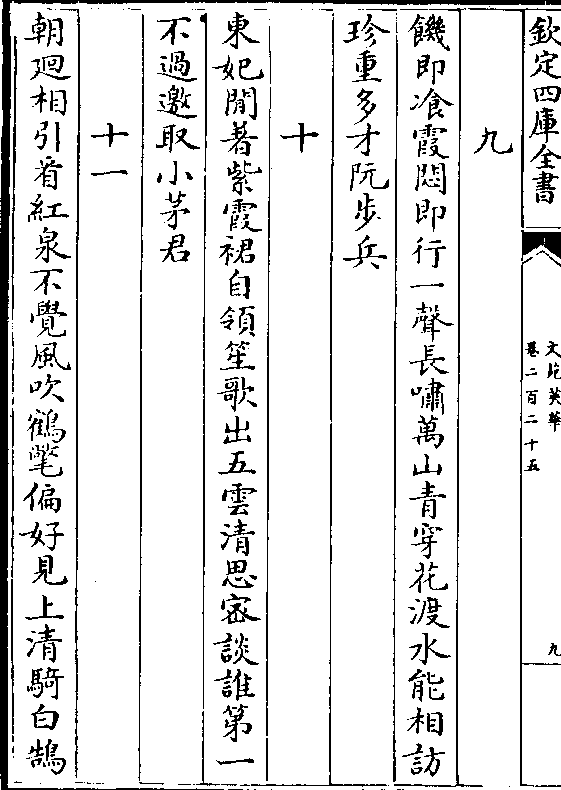 欽定四庫全書
文苑英華
卷二百二十五
九
九
饑即飡霞悶即行一聲長嘯萬山青穿花渡水能相訪
珍重多才阮步兵
十
東妃閒著紫霞裙自領笙歌出五雲清思宻談誰第一
不過邀取小茅君
十一
朝廻相引㸔紅泉不覺風吹鶴氅偏好見上清騎白鵠